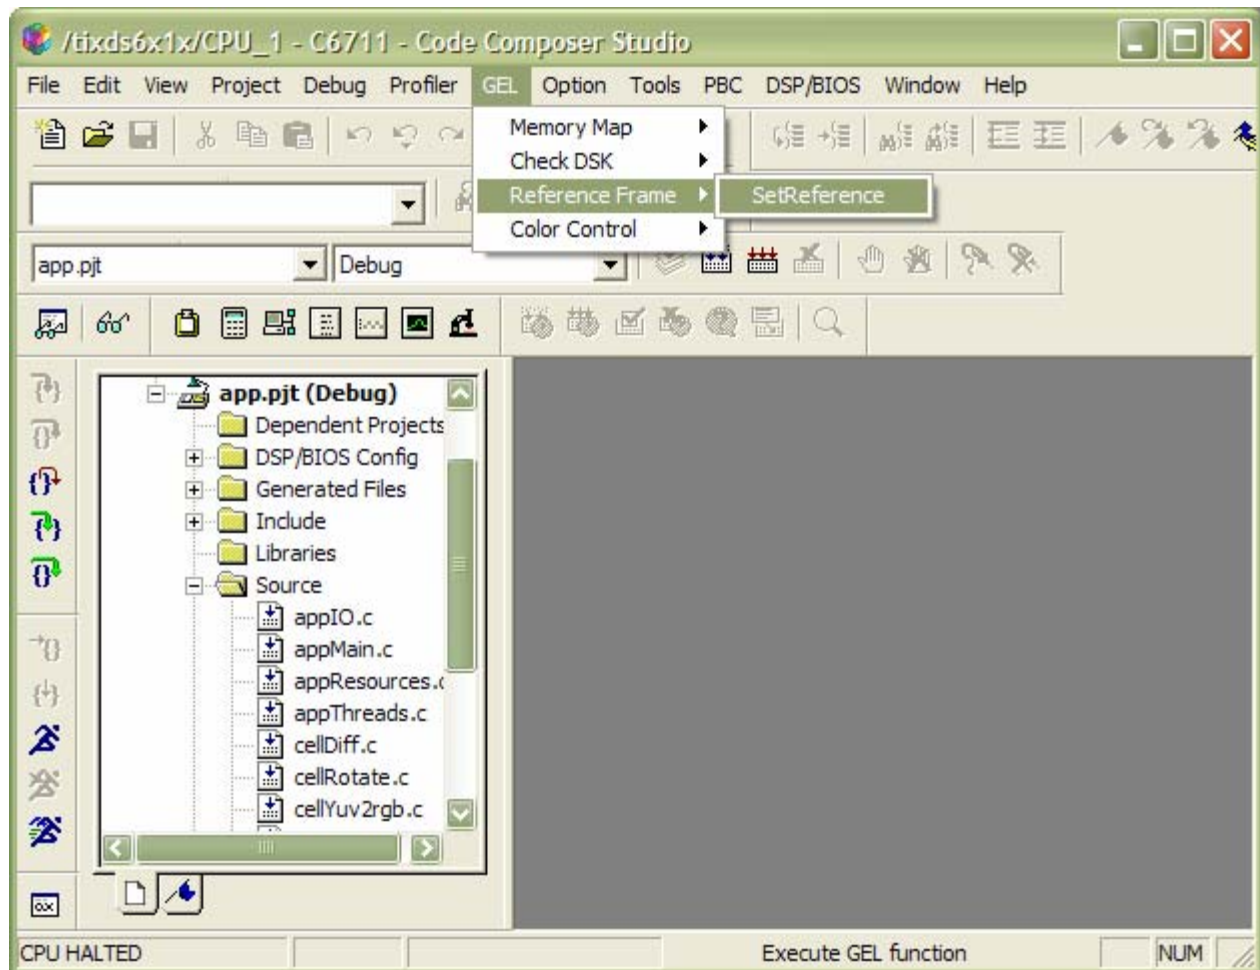 /tixds6x1x/CPU_1 - C6711 - Code Composer Studio
File Edit View Project Debug Profiler GEL Option Tools PBC DSP/BIOS Window Help
Memory Map
Check DSK
Reference Frame SetReference
Color Control
app.pjt Debug
app.pjt (Debug)
Dependent Projects
DSP/BIOS Config
Generated Files
Include
Libraries
Source
appIO.c
appMain.c
appResources.c
appThreads.c
cellDiff.c
cellRotate.c
cellYuv2rgb.c
CPU HALTED Execute GEL function NUM